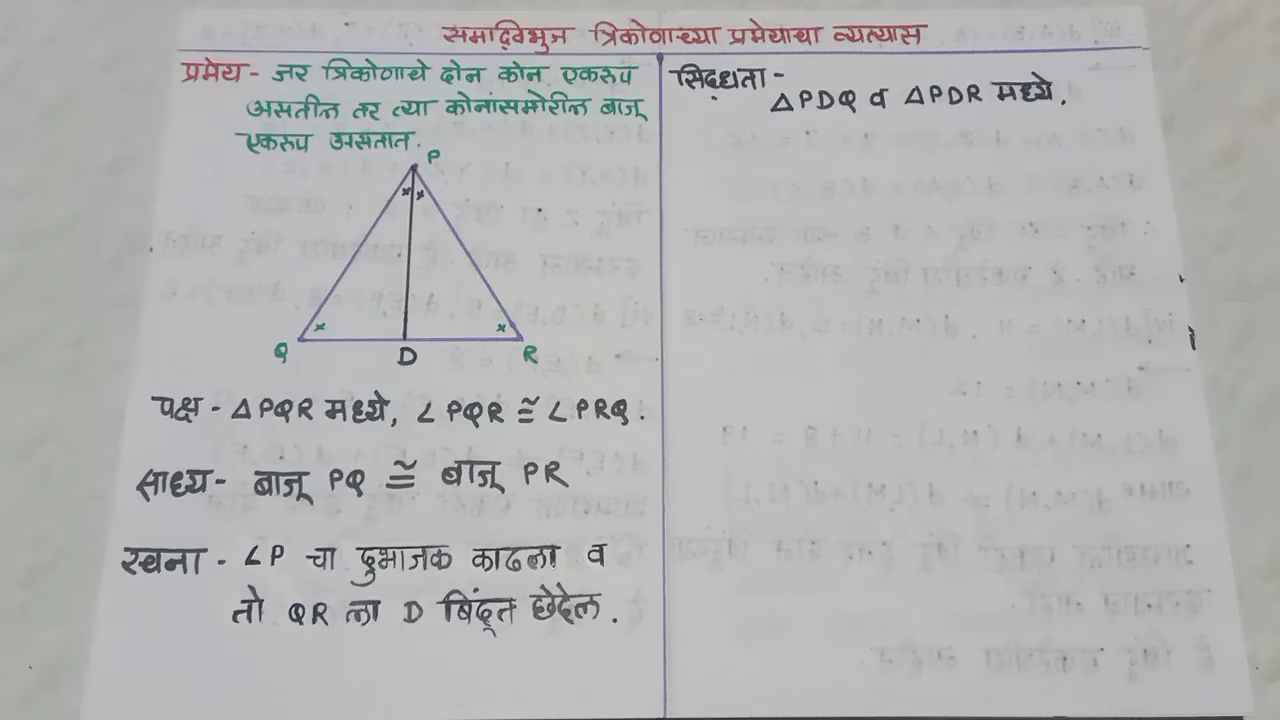 समाद्विभुज त्रिकोणाच्या प्रमेयाचा व्यत्यास
प्रमेय - जर त्रिकोणाचे दोन कोन एकरूप
असतील तर त्या कोनासमोरील बाजू
एकरूप असतात.
P
Q
D
R
पक्ष - △PQR मध्ये, ∠PQR ≅ ∠PRQ.
साध्य - बाजू PQ ≅ बाजू PR
रचना - ∠P चा दुभाजक काढला व
तो QR ला D बिंदूत छेदेल.
सिद्धता -
△PDQ व △PDR मध्ये,